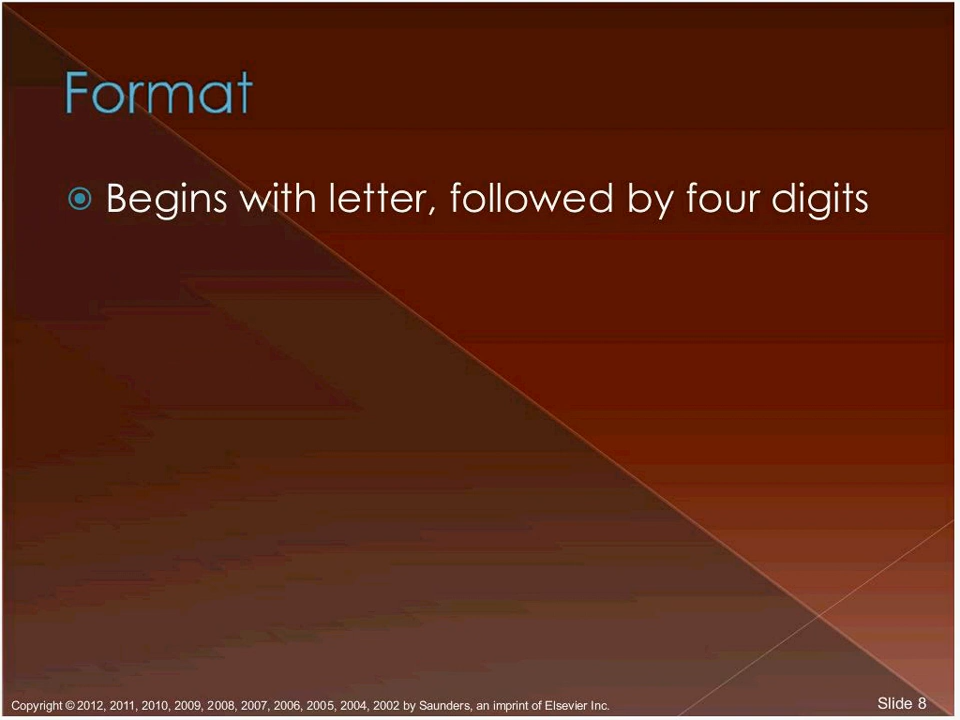 Format
Begins with letter, followed by four digits
Copyright © 2012, 2011, 2010, 2009, 2008, 2007, 2006, 2005, 2004, 2002 by Saunders, an imprint of Elsevier Inc.
Slide 8